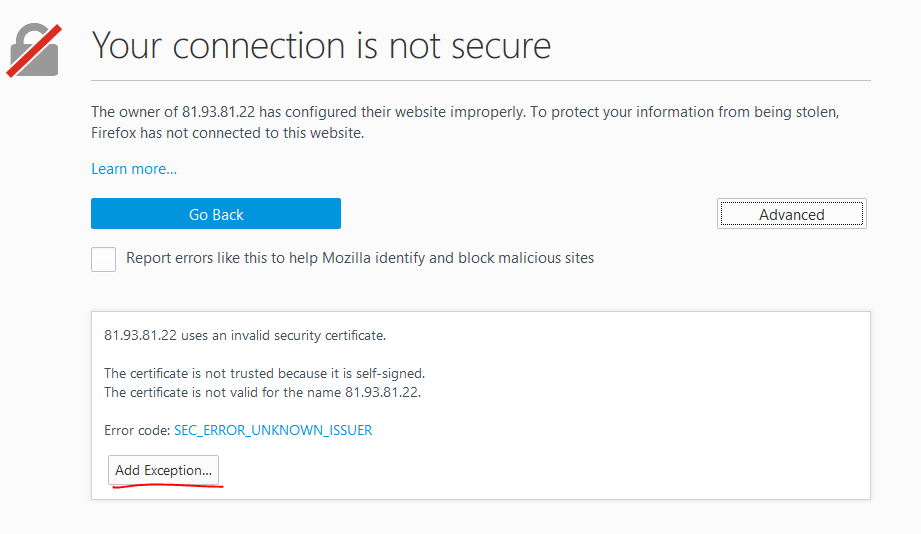 Your connection is not secure
The owner of 81.93.81.22 has configured their website improperly. To protect your information from being stolen,
Firefox has not connected to this website.
Learn more...
Go Back
Advanced
Report errors like this to help Mozilla identify and block malicious sites
81.93.81.22 uses an invalid security certificate.
The certificate is not trusted because it is self-signed.
The certificate is not valid for the name 81.93.81.22.
Error code: SEC_ERROR_UNKNOWN_ISSUER
Add Exception...